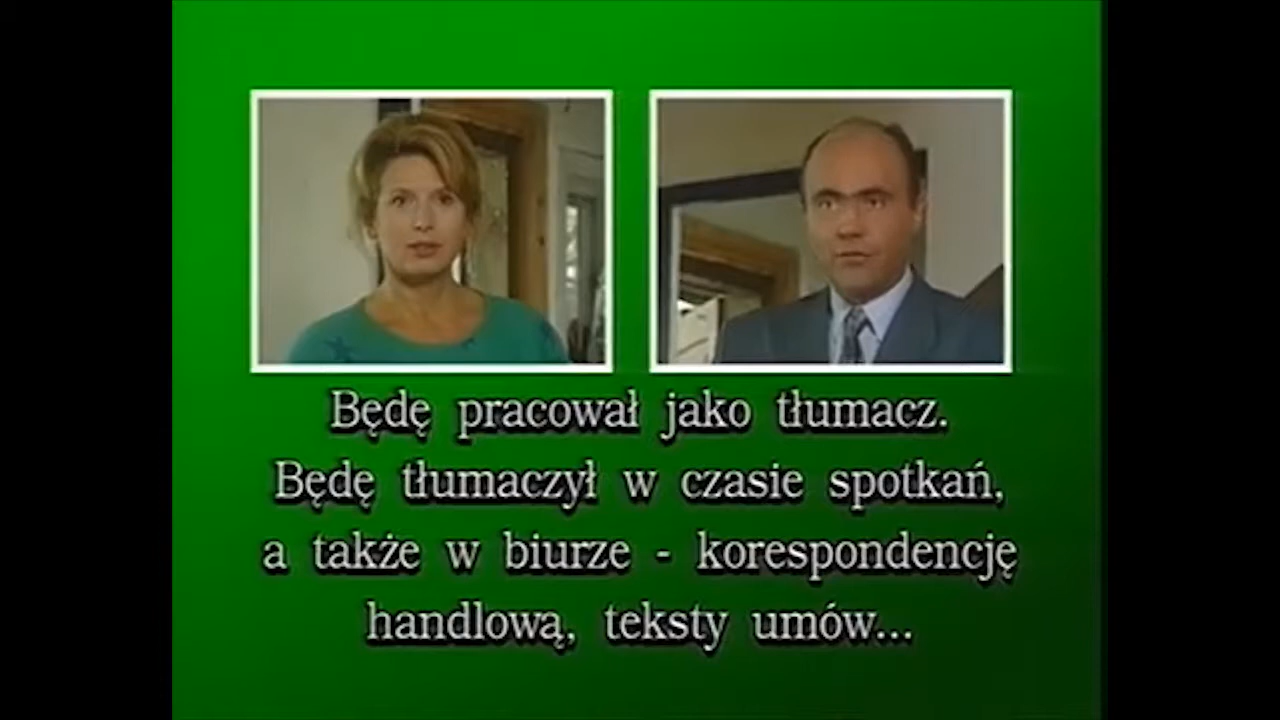 Będę pracował jako tłumacz.
Będę tłumaczył w czasie spotkań,
a także w biurze - korespondencję
handlową, teksty umów...